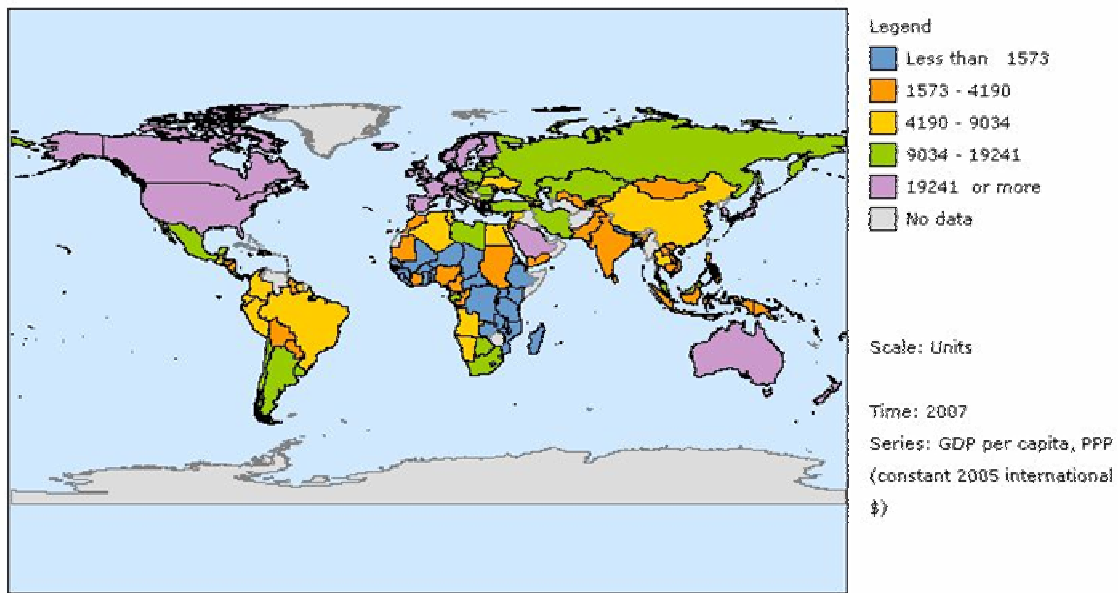 Legend
Less than 1573
1573 - 4190
4190 - 9034
9034 - 19241
19241 or more
No data
Scale: Units
Time: 2007
Series: GDP per capita, PPP
(constant 2005 international
$)